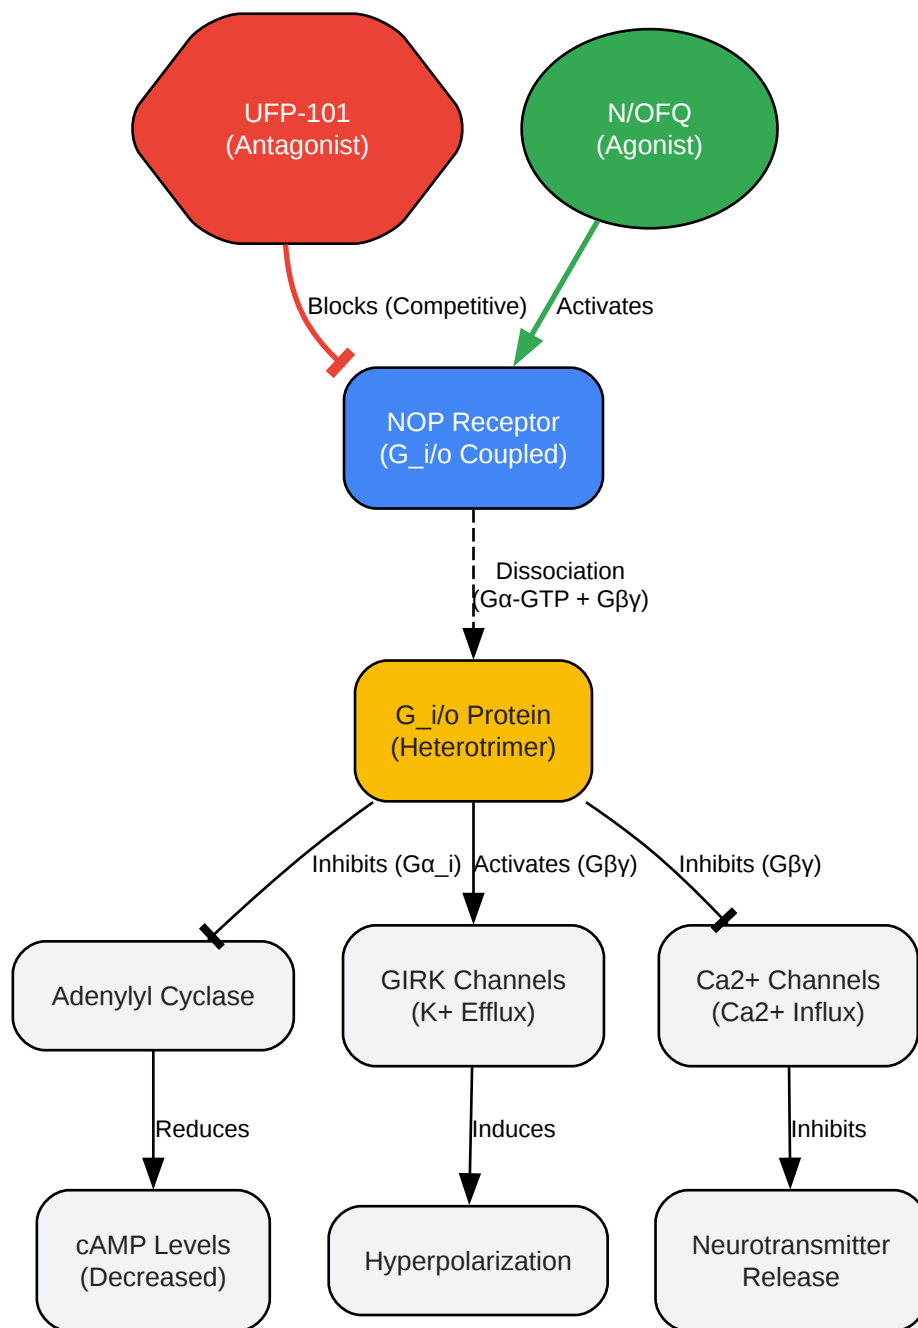 UFP-101
(Antagonist)
N/OFQ
(Agonist)
Blocks (Competitive)
Activates
NOP Receptor
(G_i/o Coupled)
Dissociation
(Gα-GTP + Gβγ)
G_i/o Protein
(Heterotrimer)
Inhibits (Gα_i)
Activates (Gβγ)
Inhibits (Gβγ)
Adenylyl Cyclase
GIRK Channels
(K+ Efflux)
Ca2+ Channels
(Ca2+ Influx)
Reduces
Induces
Inhibits
cAMP Levels
(Decreased)
Hyperpolarization
Neurotransmitter
Release